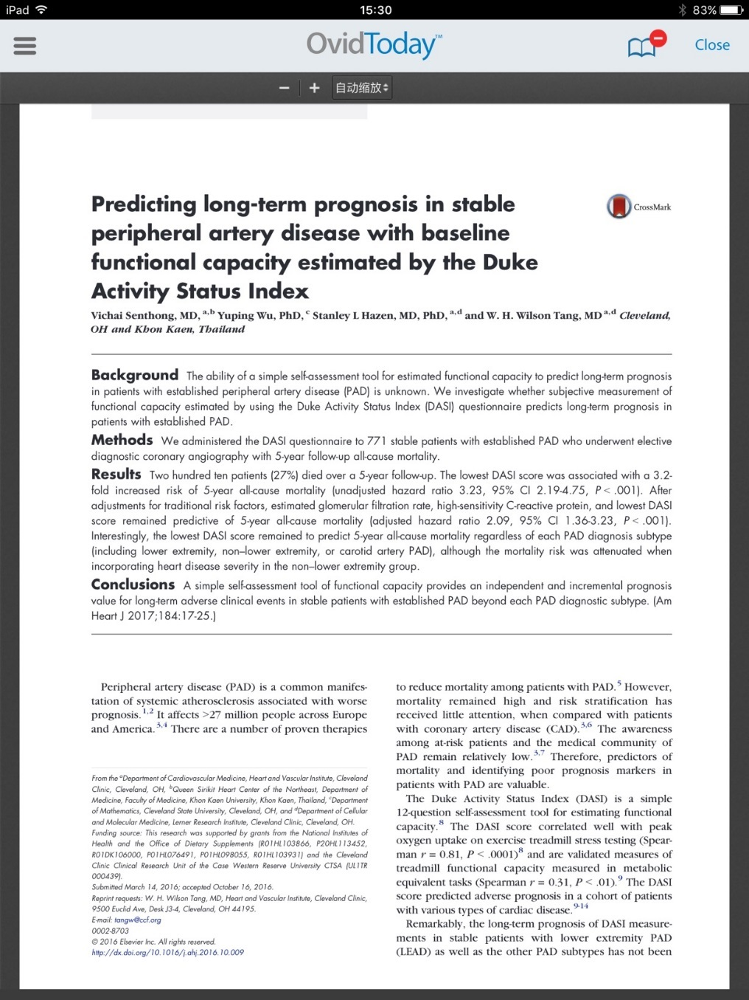 iPad
15:30
83%
OvidToday™
Close
自动缩放
Predicting long-term prognosis in stable
peripheral artery disease with baseline
functional capacity estimated by the Duke
Activity Status Index
CrossMark
Vichai Senthong, MD, a,b Yuping Wu, PhD, c Stanley L Hazen, MD, PhD, a,d and W. H. Wilson Tang, MD a,d Cleveland,
OH and Khon Kaen, Thailand
Background The ability of a simple self-assessment tool for estimated functional capacity to predict long-term prognosis
in patients with established peripheral artery disease (PAD) is unknown. We investigate whether subjective measurement of
functional capacity estimated by using the Duke Activity Status Index (DASI) questionnaire predicts long-term prognosis in
patients with established PAD.
Methods We administered the DASI questionnaire to 771 stable patients with established PAD who underwent elective
diagnostic coronary angiography with 5-year follow-up all-cause mortality.
Results Two hundred ten patients (27%) died over a 5-year follow-up. The lowest DASI score was associated with a 3.2-
fold increased risk of 5-year all-cause mortality (unadjusted hazard ratio 3.23, 95% CI 2.19-4.75, P < .001). After
adjustments for traditional risk factors, estimated glomerular filtration rate, high-sensitivity C-reactive protein, and lowest DASI
score remained predictive of 5-year all-cause mortality (adjusted hazard ratio 2.09, 95% CI 1.36-3.23, P < .001).
Interestingly, the lowest DASI score remained to predict 5-year all-cause mortality regardless of each PAD diagnosis subtype
(including lower extremity, non–lower extremity, or carotid artery PAD), although the mortality risk was attenuated when
incorporating heart disease severity in the non–lower extremity group.
Conclusions A simple self-assessment tool of functional capacity provides an independent and incremental prognosis
value for long-term adverse clinical events in stable patients with established PAD beyond each PAD diagnostic subtype. (Am
Heart J 2017;184:17-25.)
Peripheral artery disease (PAD) is a common manifes-
tation of systemic atherosclerosis associated with worse
prognosis.1,2 It affects >27 million people across Europe
and America.3,4 There are a number of proven therapies
From the aDepartment of Cardiovascular Medicine, Heart and Vascular Institute, Cleveland
Clinic, Cleveland, OH, bQueen Sirikit Heart Center of the Northeast, Department of
Medicine, Faculty of Medicine, Khon Kaen University, Khon Kaen, Thailand, cDepartment
of Mathematics, Cleveland State University, Cleveland, OH, and dDepartment of Cellular
and Molecular Medicine, Lerner Research Institute, Cleveland Clinic, Cleveland, OH.
Funding source: This research was supported by grants from the National Institutes of
Health and the Office of Dietary Supplements (R01HL103866, P20HL113452,
R01DK106000, P01HL076491, P01HL098055, R01HL103931) and the Cleveland
Clinic Clinical Research Unit of the Case Western Reserve University CTSA (UL1TR
000439).
Submitted March 14, 2016; accepted October 16, 2016.
Reprint requests: W. H. Wilson Tang, MD, Heart and Vascular Institute, Cleveland Clinic,
9500 Euclid Ave, Desk J3-4, Cleveland, OH 44195.
E-mail: tangw@ccf.org
0002-8703
© 2016 Elsevier Inc. All rights reserved.
http://dx.doi.org/10.1016/j.ahj.2016.10.009
to reduce mortality among patients with PAD.5 However,
mortality remained high and risk stratification has
received little attention, when compared with patients
with coronary artery disease (CAD).3,6 The awareness
among at-risk patients and the medical community of
PAD remain relatively low.3,7 Therefore, predictors of
mortality and identifying poor prognosis markers in
patients with PAD are valuable.
The Duke Activity Status Index (DASI) is a simple
12-question self-assessment tool for estimating functional
capacity.8 The DASI score correlated well with peak
oxygen uptake on exercise treadmill stress testing (Spear-
man r = 0.81, P < .0001)8 and are validated measures of
treadmill functional capacity measured in metabolic
equivalent tasks (Spearman r = 0.31, P < .01).9 The DASI
score predicted adverse prognosis in a cohort of patients
with various types of cardiac disease.9-14
Remarkably, the long-term prognosis of DASI measure-
ments in stable patients with lower extremity PAD
(LEAD) as well as the other PAD subtypes has not been